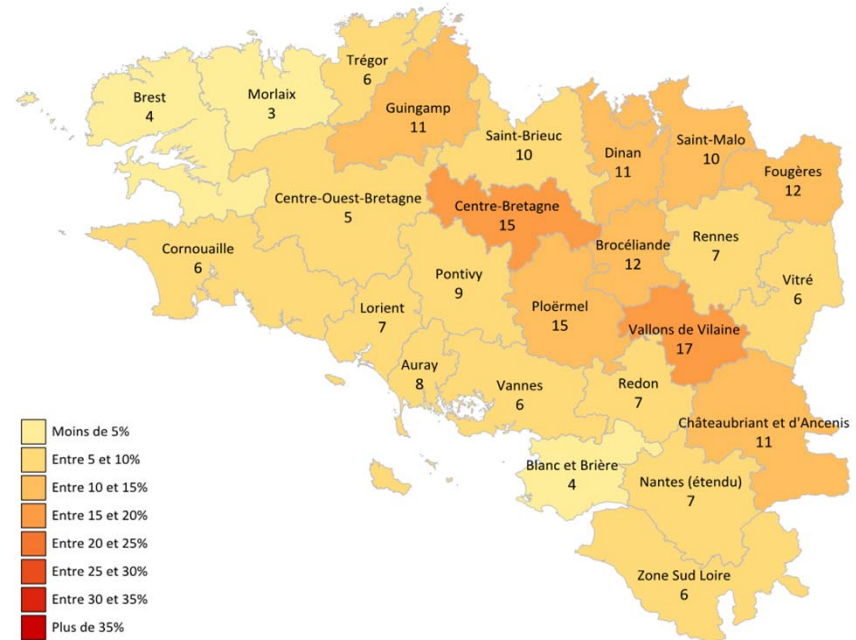 Trégor
6
Brest
4
Morlaix
3
Guingamp
11
Saint-Brieuc
10
Dinan
11
Saint-Malo
10
Fougères
12
Centre-Ouest-Bretagne
5
Centre-Bretagne
15
Brocéliande
12
Rennes
7
Cornouaille
6
Pontivy
9
Vitré
6
Lorient
7
Ploërmel
15
Vallons de Vilaine
17
Auray
8
Vannes
6
Redon
7
Châteaubriant et d'Ancenis
11
Blanc et Brière
4
Nantes (étendu)
7
Zone Sud Loire
6
Moins de 5%
Entre 5 et 10%
Entre 10 et 15%
Entre 15 et 20%
Entre 20 et 25%
Entre 25 et 30%
Entre 30 et 35%
Plus de 35%